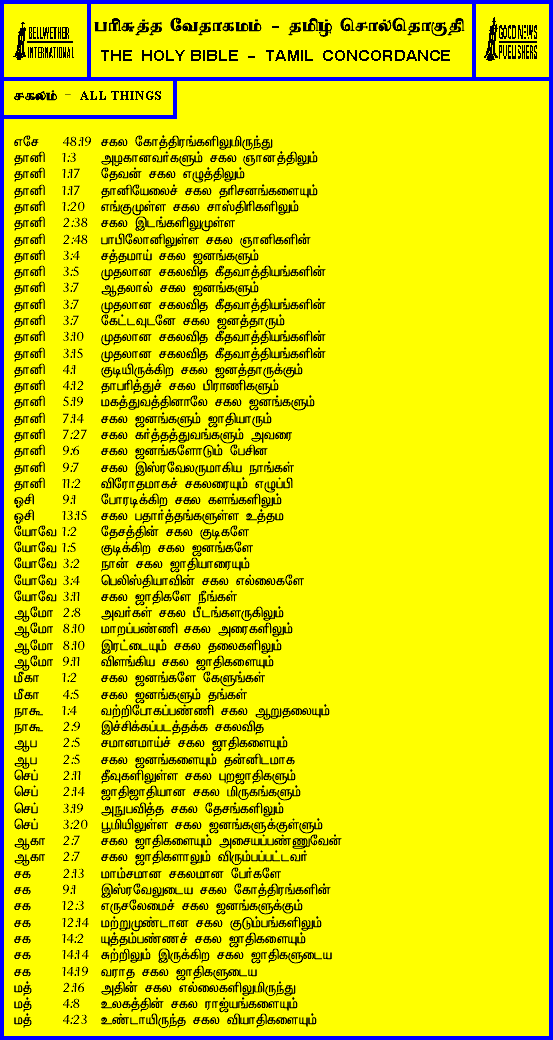 BELLWETHER INTERNATIONAL
பரிசுத்த வேதாகமம் - தமிழ் சொல்தொகுதி
THE HOLY BIBLE - TAMIL CONCORDANCE
GOOD NEWS PUBLISHERS
சகலம் - ALL THINGS
எசே 48:19 சகல கோத்திரங்களிலுமிருந்து
தானி 1:3 அழகானவர்களும் சகல ஞானத்திலும்
தானி 1:17 தேவன் சகல எழுத்திலும்
தானி 1:17 தானியேலைச் சகல தரிசனங்களையும்
தானி 1:20 எங்குமுள்ள சகல சாஸ்திரிகளிலும்
தானி 2:38 சகல இடங்களிலுமுள்ள
தானி 2:48 பாபிலோனிலுள்ள சகல ஞானிகளின்
தானி 3:4 சத்தமாய் சகல ஜனங்களும்
தானி 3:5 முதலான சகலவித கீதவாத்தியங்களின்
தானி 3:7 ஆதலால் சகல ஜனங்களும்
தானி 3:7 முதலான சகலவித கீதவாத்தியங்களின்
தானி 3:7 கேட்டவுடனே சகல ஜனத்தாரும்
தானி 3:10 முதலான சகலவித கீதவாத்தியங்களின்
தானி 3:15 முதலான சகலவித கீதவாத்தியங்களின்
தானி 4:1 குடியிருக்கிற சகல ஜனத்தாருக்கும்
தானி 4:12 தாபரித்துச் சகல பிராணிகளும்
தானி 5:19 மகத்துவத்தினாலே சகல ஜனங்களும்
தானி 7:14 சகல ஜனங்களும் ஜாதியாரும்
தானி 7:27 சகல கர்த்தத்துவங்களும் அவரை
தானி 9:6 சகல ஜனங்களோடும் பேசின
தானி 9:7 சகல இஸ்ரவேலருமாகிய நாங்கள்
தானி 11:2 விரோதமாகச் சகலரையும் எழுப்பி
ஓசி 9:1 போரடிக்கிற சகல களங்களிலும்
ஓசி 13:15 சகல பதார்த்தங்களுள்ள உத்தம
யோவே 1:2 தேசத்தின் சகல குடிகளே
யோவே 1:5 குடிக்கிற சகல ஜனங்களே
யோவே 3:2 நான் சகல ஜாதியாரையும்
யோவே 3:4 பெலிஸ்தியாவின் சகல எல்லைகளே
யோவே 3:11 சகல ஜாதிகளே நீங்கள்
ஆமோ 2:8 அவர்கள் சகல பீடங்களருகிலும்
ஆமோ 8:10 மாறப்பண்ணி சகல அரைகளிலும்
ஆமோ 8:10 இரட்டையும் சகல தலைகளிலும்
ஆமோ 9:11 விளங்கிய சகல ஜாதிகளையும்
மீகா 1:2 சகல ஜனங்களே கேளுங்கள்
மீகா 4:5 சகல ஜனங்களும் தங்கள்
நாகூ 1:4 வற்றிபோகப்பண்ணி சகல ஆறுதலையும்
நாகூ 2:9 இச்சிக்கப்படத்தக்க சகலவித
ஆப 2:5 சமானமாய்ச் சகல ஜாதிகளையும்
ஆப 2:5 சகல ஜனங்களையும் தன்னிடமாக
செப் 2:11 தீவுகளிலுள்ள சகல புறஜாதிகளும்
செப் 2:14 ஜாதிஜாதியான சகல மிருகங்களும்
செப் 3:19 அநுபவித்த சகல தேசங்களிலும்
செப் 3:20 பூமியிலுள்ள சகல ஜனங்களுக்குள்ளும்
ஆகா 2:7 சகல ஜாதிகளையும் அசையப்பண்ணுவேன்
ஆகா 2:7 சகல ஜாதிகளாலும் விரும்பப்பட்டவர்
சக 2:13 மாம்சமான சகலமான பேர்களே
சக 9:1 இஸ்ரவேலுடைய சகல கோத்திரங்களின்
சக 12:3 எருசலேமைச் சகல ஜனங்களுக்கும்
சக 12:14 மற்றுமுண்டான சகல குடும்பங்களிலும்
சக 14:2 யுத்தம்பண்ணச் சகல ஜாதிகளையும்
சக 14:14 சுற்றிலும் இருக்கிற சகல ஜாதிகளுடைய
சக 14:19 வராத சகல ஜாதிகளுடைய
மத் 2:16 அதின் சகல எல்லைகளிலுமிருந்து
மத் 4:8 உலகத்தின் சகல ராஜ்யங்களையும்
மத் 4:23 உண்டாயிருந்த சகல வியாதிகளையும்